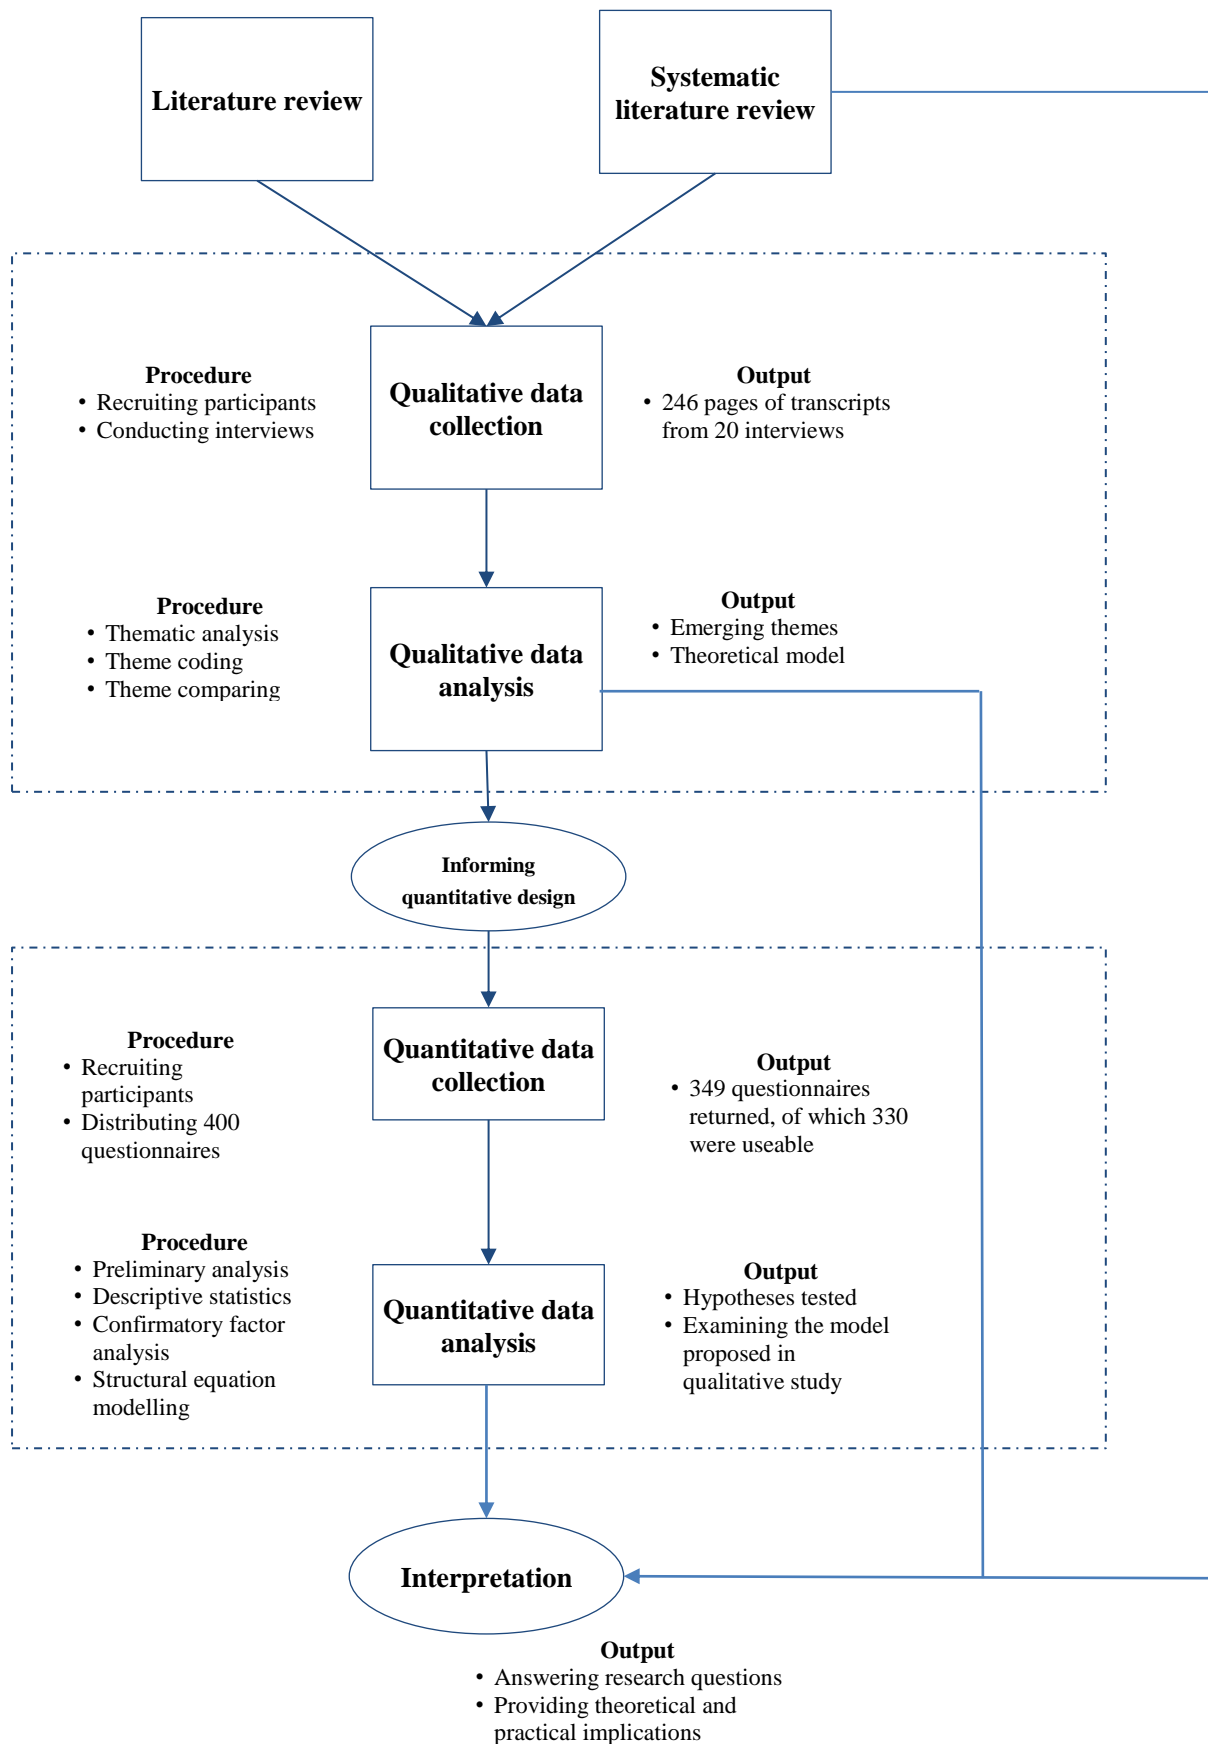 Literature review
Systematic
literature review
Procedure
• Recruiting participants
• Conducting interviews
Qualitative data
collection
Output
• 246 pages of transcripts
from 20 interviews
Procedure
• Thematic analysis
• Theme coding
• Theme comparing
Qualitative data
analysis
Output
• Emerging themes
• Theoretical model
Informing
quantitative design
Procedure
• Recruiting
participants
• Distributing 400
questionnaires
Quantitative data
collection
Output
• 349 questionnaires
returned, of which 330
were useable
Procedure
• Preliminary analysis
• Descriptive statistics
• Confirmatory factor
analysis
• Structural equation
modelling
Quantitative data
analysis
Output
• Hypotheses tested
• Examining the model
proposed in
qualitative study
Interpretation
Output
• Answering research questions
• Providing theoretical and
practical implications